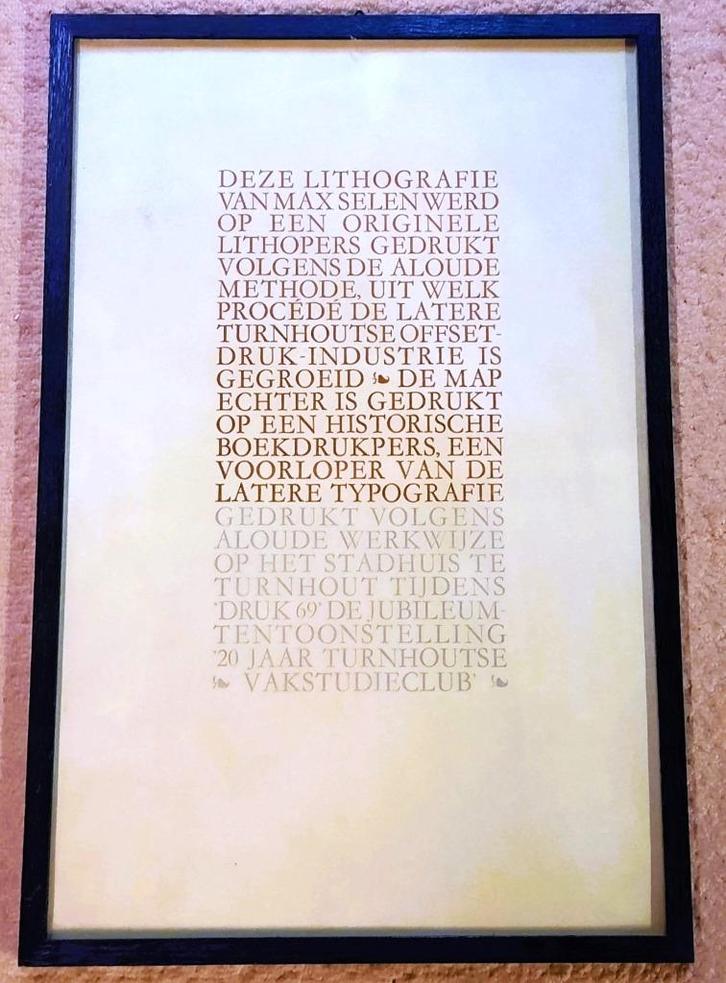 DEZE LITHOGRAFIE
VAN MAX SELEN WERD
OP EEN ORIGINELE
LITHOPERS GEDRUKT
VOLGENS DE ALOUDE
METHODE, UIT WELK
PROCÉDÉ DE LATERE
TURNHOUTSE OFFSET-
DRUK-INDUSTRIE IS
GEGROEID ❧ DE MAP
ECHTER IS GEDRUKT
OP EEN HISTORISCHE
BOEKDRUKPERS, EEN
VOORLOPER VAN DE
LATERE TYPOGRAFIE
GEDRUKT VOLGENS
ALOUDE WERKWIJZE
OP HET STADHUIS TE
TURNHOUT TIJDENS
'DRUK 69' DE JUBILEUM-
TENTOONSTELLING
'20 JAAR TURNHOUTSE
❧ VAKSTUDIECLUB' ❧